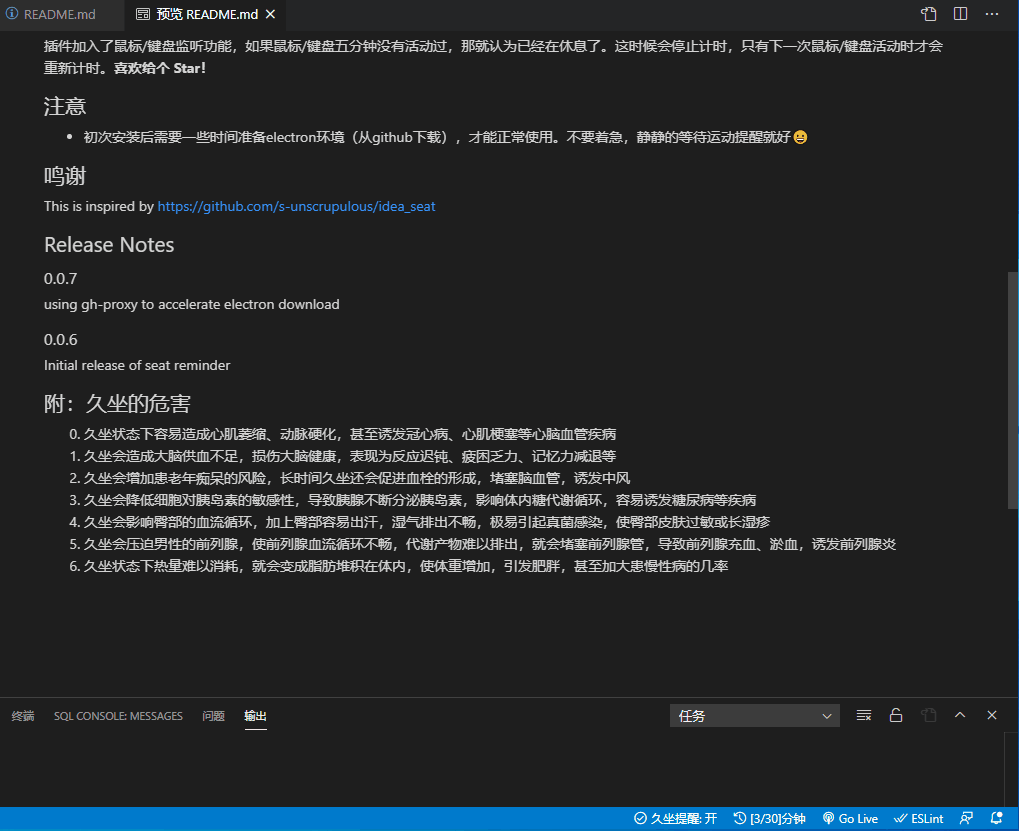 README.md
预览 README.md
插件加入了鼠标/键盘监听功能，如果鼠标/键盘五分钟没有活动过，那就认为已经在休息了。这时候会停止计时，只有下一次鼠标/键盘活动时才会
重新计时。喜欢给个 Star！
注意
• 初次安装后需要一些时间准备electron环境（从github下载），才能正常使用。不要着急，静静的等待运动提醒就好😄
鸣谢
This is inspired by https://github.com/s-unscrupulous/idea_seat
Release Notes
0.0.7
using gh-proxy to accelerate electron download
0.0.6
Initial release of seat reminder
附：久坐的危害
0. 久坐状态下容易造成心肌萎缩、动脉硬化，甚至诱发冠心病、心肌梗塞等心脑血管疾病
1. 久坐会造成大脑供血不足，损伤大脑健康，表现为反应迟钝、疲困乏力、记忆力减退等
2. 久坐会增加患老年痴呆的风险，长时间久坐还会促进血栓的形成，堵塞脑血管，诱发中风
3. 久坐会降低细胞对胰岛素的敏感性，导致胰腺不断分泌胰岛素，影响体内糖代谢循环，容易诱发糖尿病等疾病
4. 久坐会影响臀部的血流循环，加上臀部容易出汗，湿气排出不畅，极易引起真菌感染，使臀部皮肤过敏或长湿疹
5. 久坐会压迫男性的前列腺，使前列腺血流循环不畅，代谢产物难以排出，就会堵塞前列腺管，导致前列腺充血、淤血，诱发前列腺炎
6. 久坐状态下热量难以消耗，就会变成脂肪堆积在体内，使体重增加，引发肥胖，甚至加大患慢性病的几率
终端 SQL CONSOLE: MESSAGES 问题 输出 任务
久坐提醒: 开 [3/30]分钟 Go Live ESLint